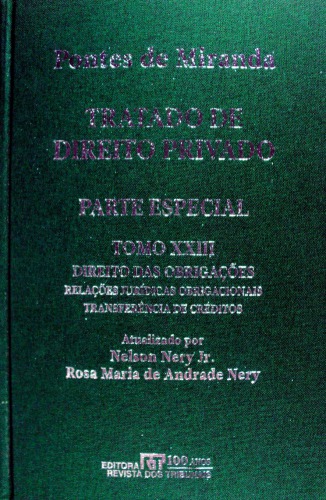 Pontes de Miranda
TRATADO DE
DIREITO PRIVADO
PARTE ESPECIAL
TOMO XXIII
DIREITO DAS OBRIGAÇÕES
RELAÇÕES JURÍDICAS OBRIGACIONAIS
TRANSFERÊNCIA DE CRÉDITOS
Atualizado por
Nelson Nery Jr.
Rosa Maria de Andrade Nery
EDITORA RT 100 ANOS
REVISTA DOS TRIBUNAIS